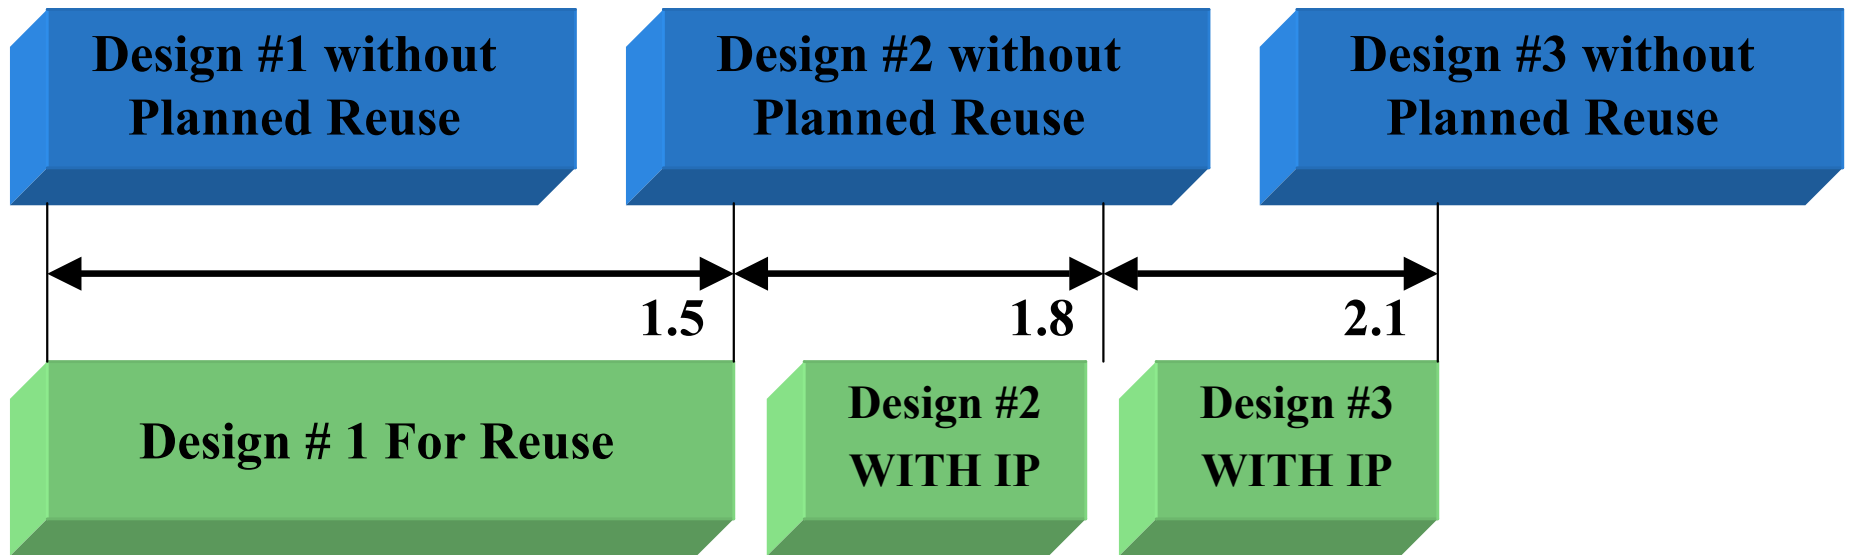 Design #1 without
Planned Reuse
Design #2 without
Planned Reuse
Design #3 without
Planned Reuse
1.5
1.8
2.1
Design # 1 For Reuse
Design #2
WITH IP
Design #3
WITH IP